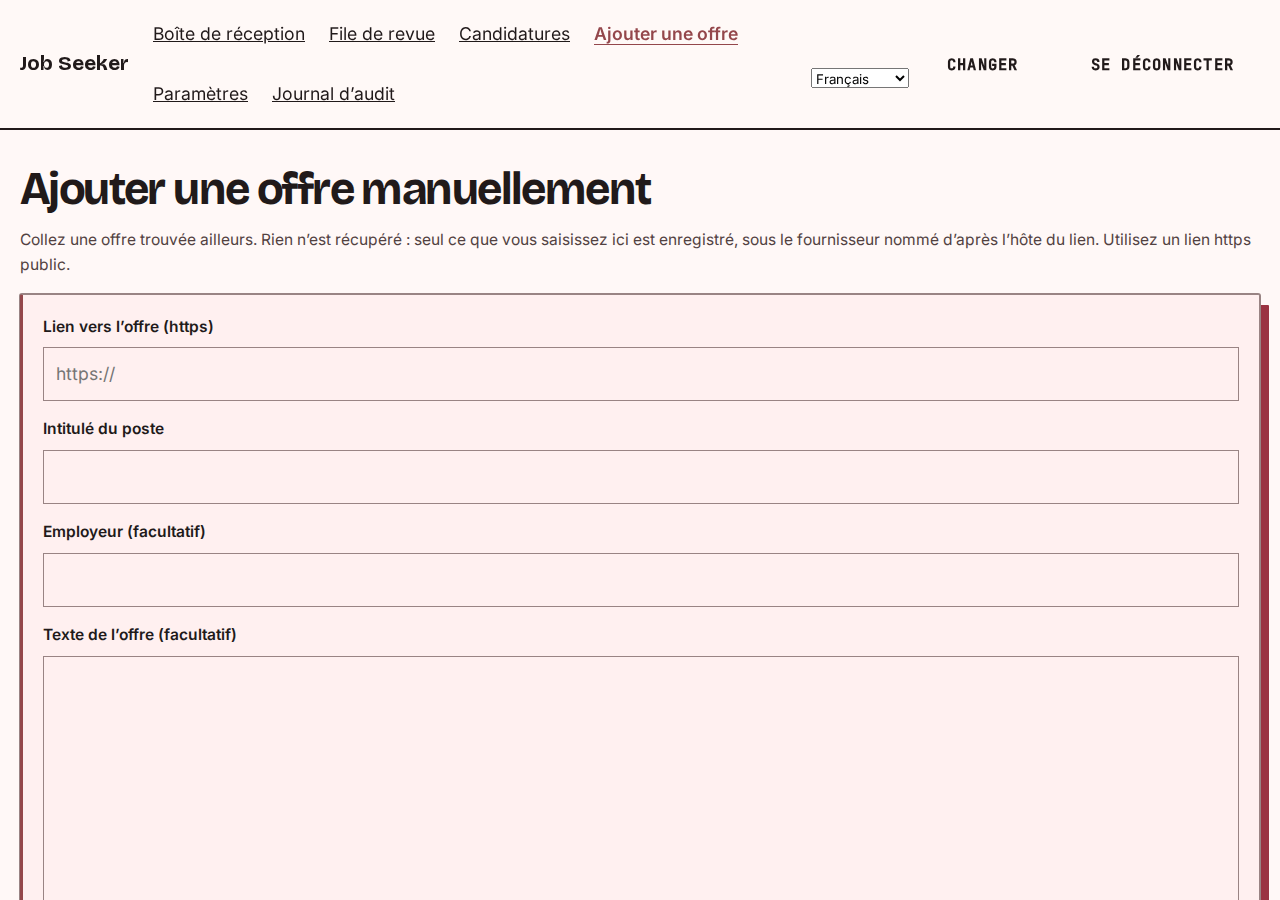 Job Seeker
Boîte de réception File de revue Candidatures Ajouter une offre
Paramètres Journal d’audit
Français
CHANGER
SE DÉCONNECTER
Ajouter une offre manuellement
Collez une offre trouvée ailleurs. Rien n’est récupéré : seul ce que vous saisissez ici est enregistré, sous le fournisseur nommé d’après l’hôte du lien. Utilisez un lien https
public.
Lien vers l’offre (https)
https://
Intitulé du poste
Employeur (facultatif)
Texte de l’offre (facultatif)